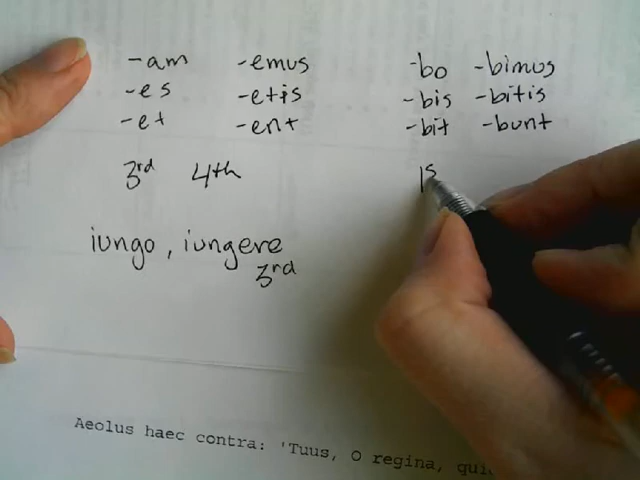 -am -emus -bo -bimus
-es -etis -bis -bitis
-et -ent -bit -bunt
3rd 4th 1s
iungo, iungere
3rd
Aeolus haec contra: 'Tuus, O regina,